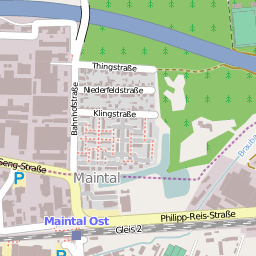 Thingstraße
Niederfeldstraße
Bahnhofstraße
Klingstraße
Seng-Straße
P
Maintal
Maintal Ost
P
Philipp-Reis-Straße
Gleis 2